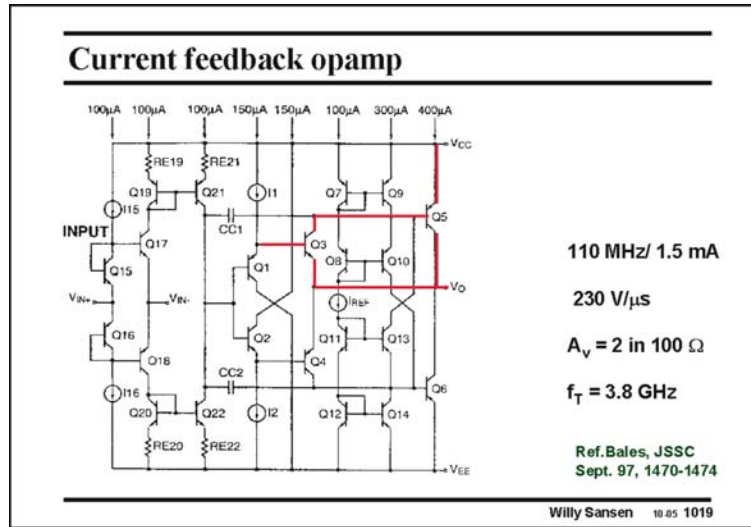 Current feedback opamp
100µA 100µA 100µA 150µA 150µA 100µA 300µA 400µA
VCC
RE19 RE21
Q19 Q21 I1 Q7 Q9
I15 Q5
INPUT CC1
Q17 Q3
Q15 Q1 Q8 Q10
VIN+ VIN- VO
IREF
Q16 Q2 Q11 Q13
Q18 Q4
CC2 Q6
I16
Q20 Q22 I2 Q12 Q14
RE20 RE22
VEE
110 MHz/ 1.5 mA
230 V/µs
Av = 2 in 100 Ω
fT = 3.8 GHz
Ref.Bales, JSSC
Sept. 97, 1470-1474
Willy Sansen 10-05 1019